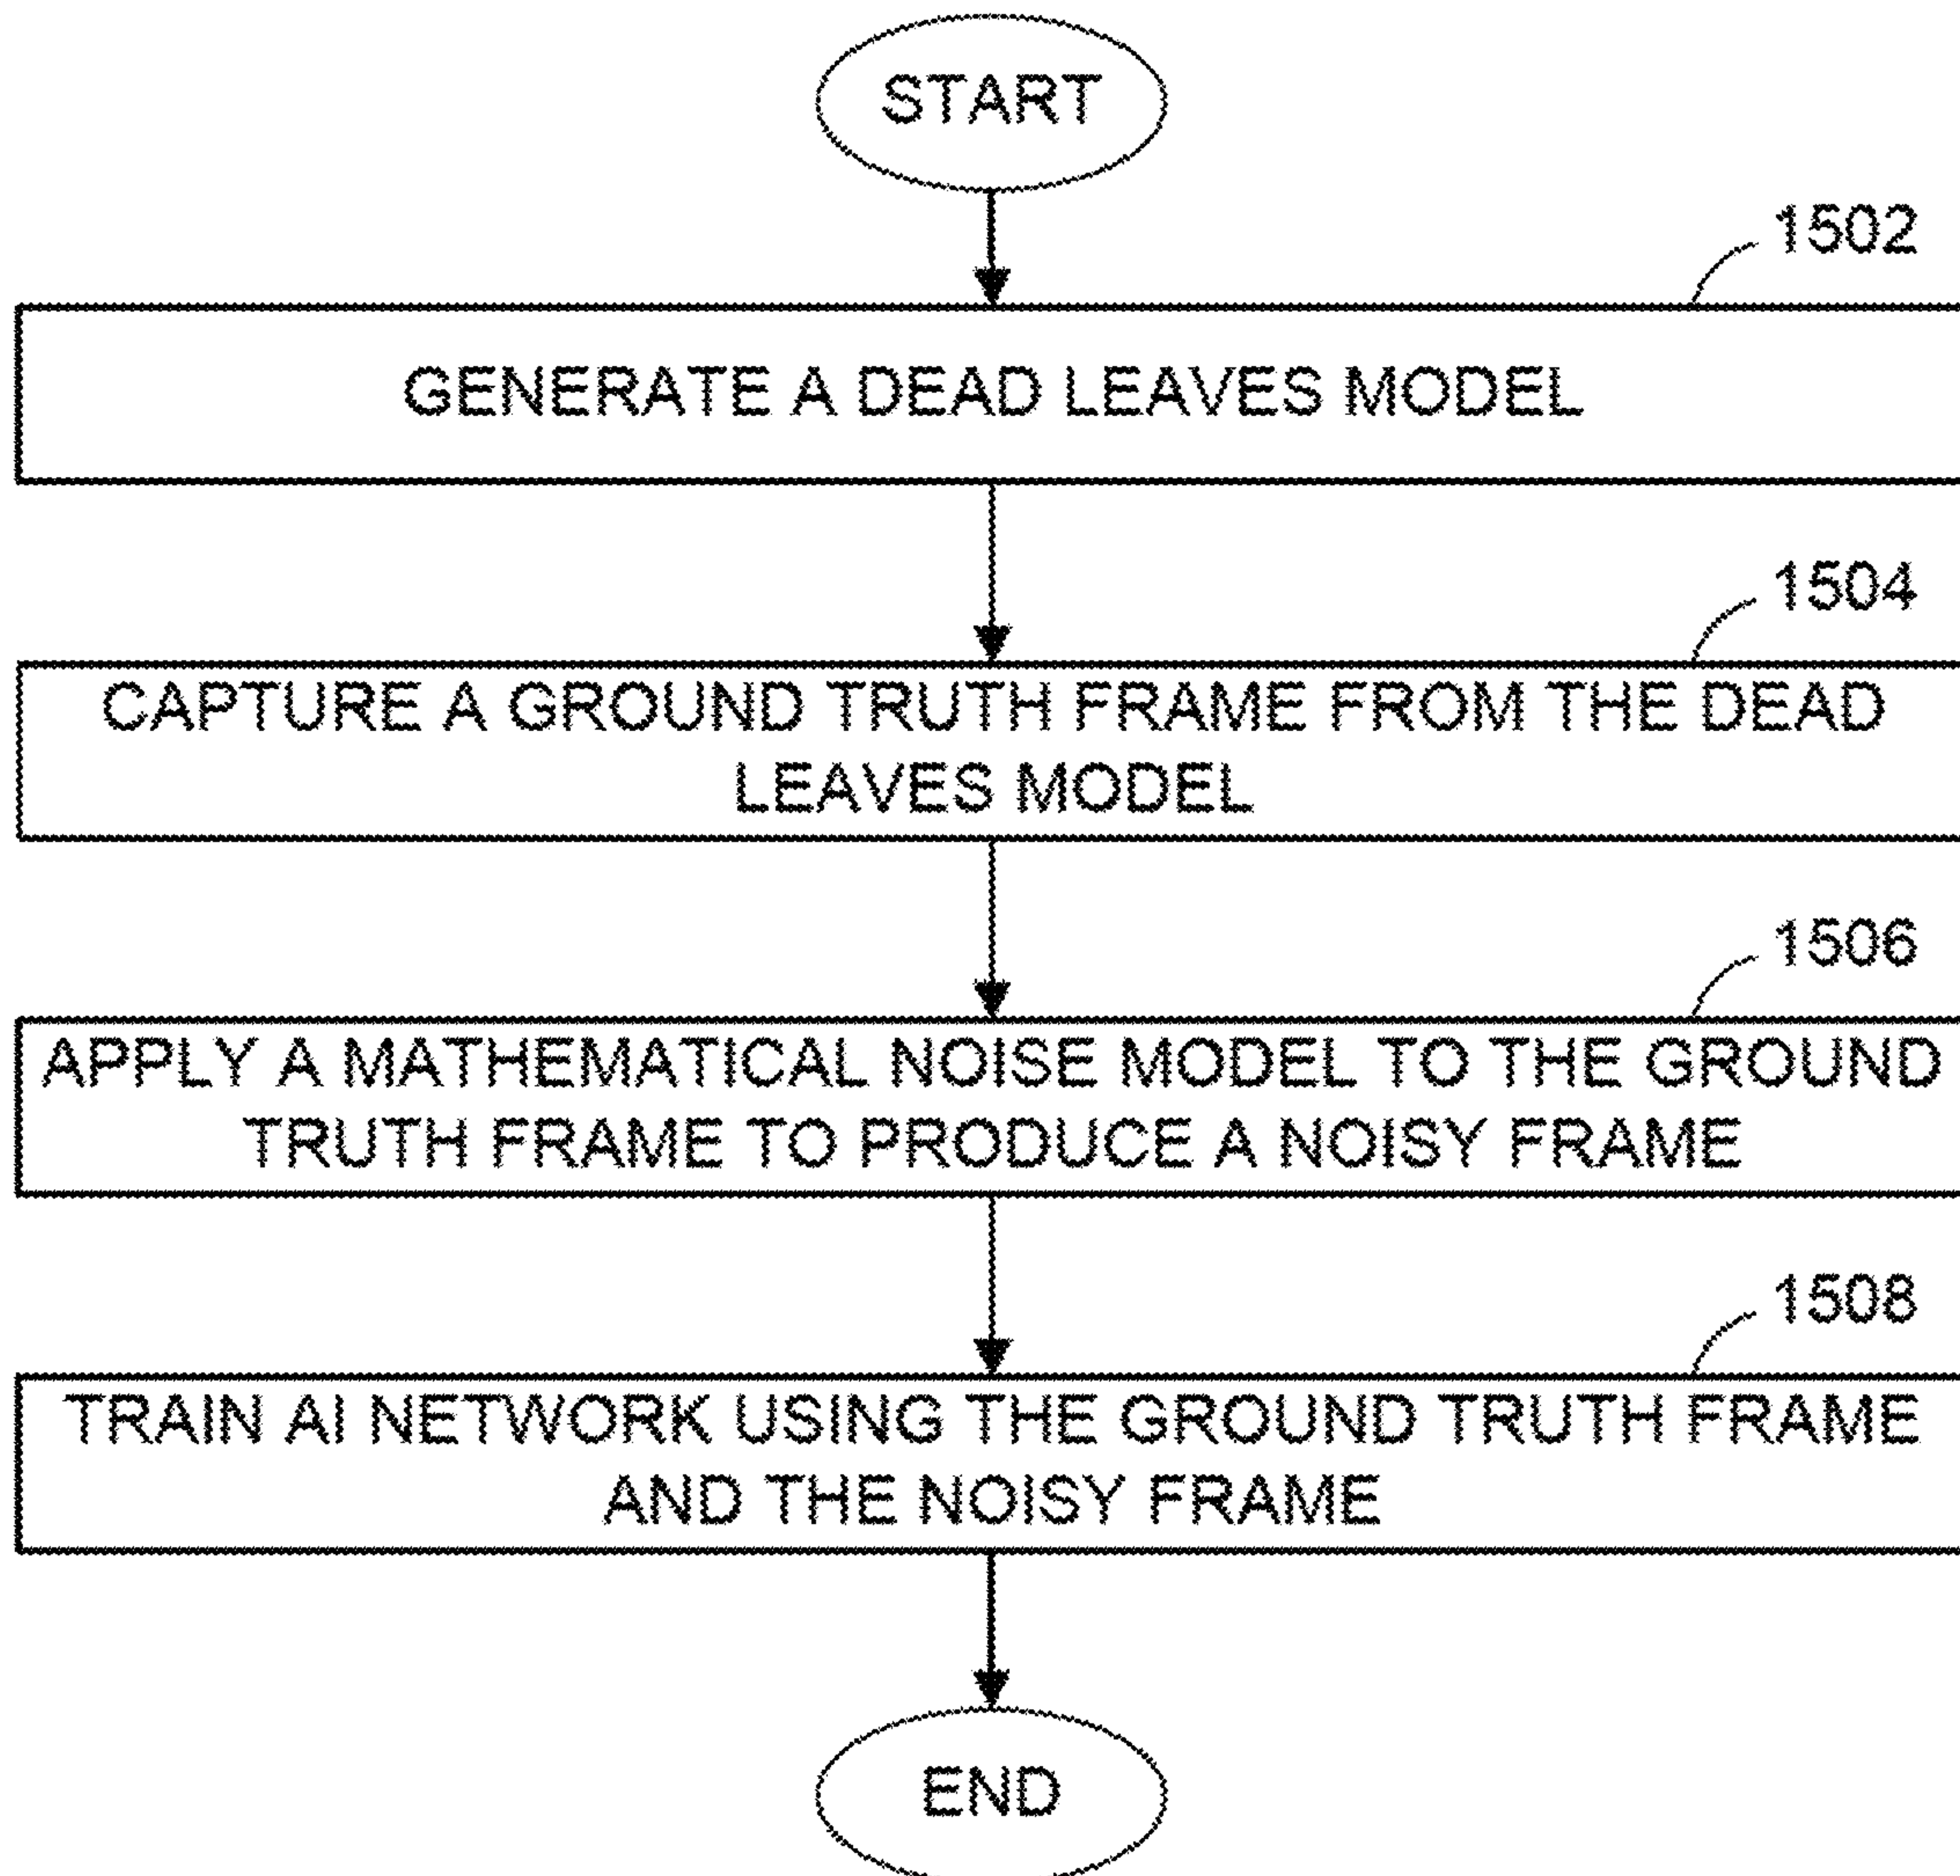 START
1502
GENERATE A DEAD LEAVES MODEL
1504
CAPTURE A GROUND TRUTH FRAME FROM THE DEAD
LEAVES MODEL
1506
APPLY A MATHEMATICAL NOISE MODEL TO THE GROUND
TRUTH FRAME TO PRODUCE A NOISY FRAME
1508
TRAIN AI NETWORK USING THE GROUND TRUTH FRAME
AND THE NOISY FRAME
END